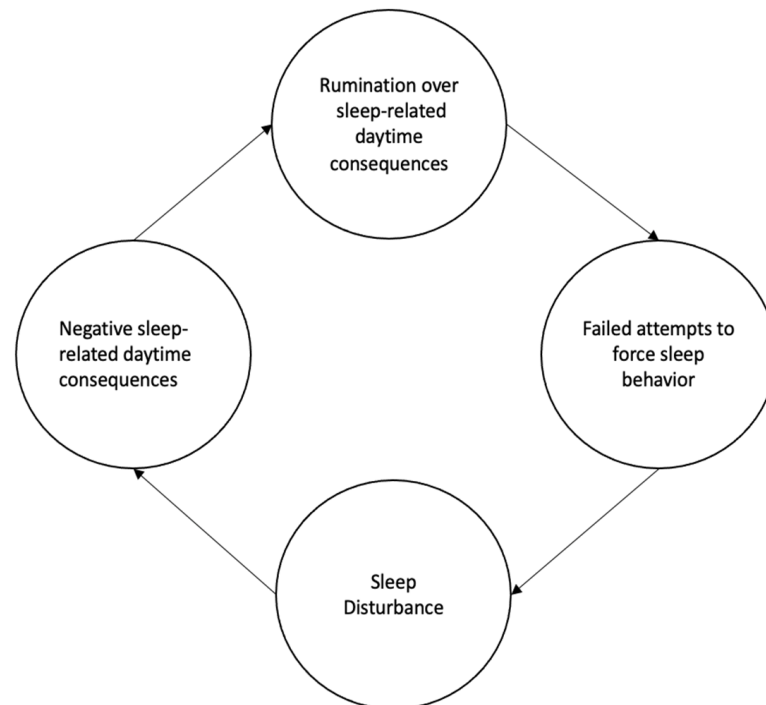 Rumination over
sleep-related
daytime
consequences
Negative sleep-
related daytime
consequences
Failed attempts to
force sleep
behavior
Sleep
Disturbance